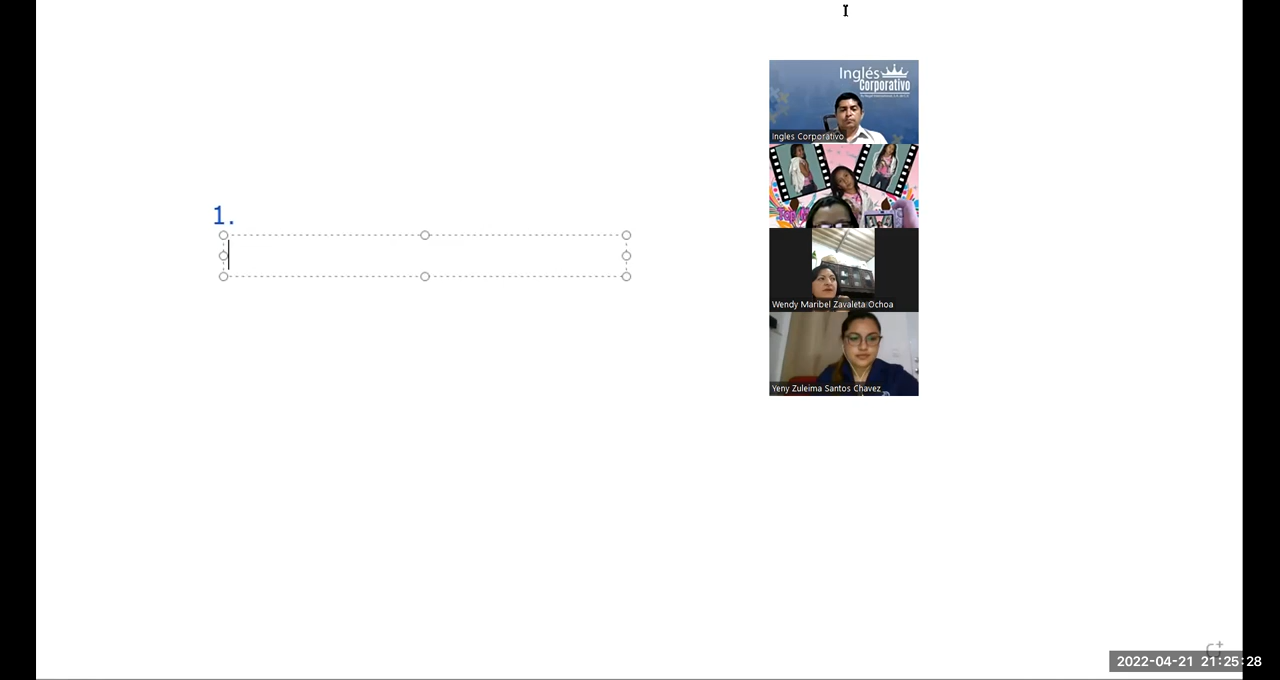 Inglés
Corporativo
Ingles Corporativo
1.
Wendy Maribel Zavaleta Ochoa
Yeny Zuleima Santos Chavez
2022-04-21 21:25:28